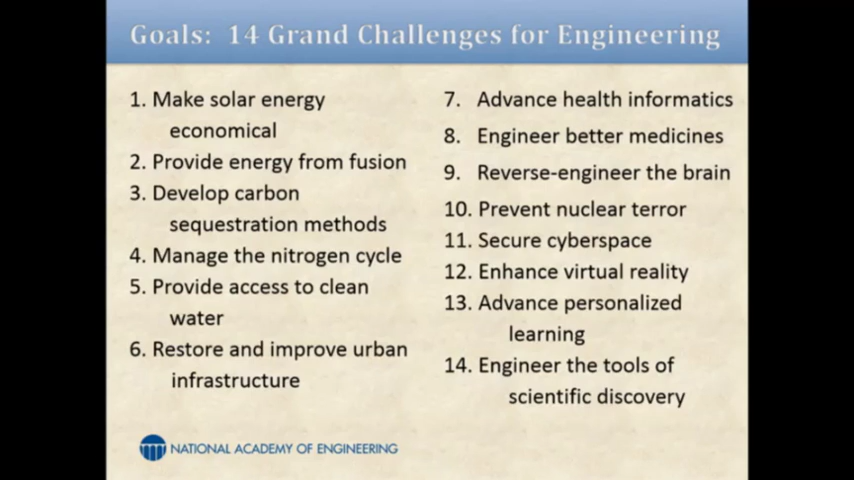 Goals: 14 Grand Challenges for Engineering
1. Make solar energy
economical
2. Provide energy from fusion
3. Develop carbon
sequestration methods
4. Manage the nitrogen cycle
5. Provide access to clean
water
6. Restore and improve urban
infrastructure
7. Advance health informatics
8. Engineer better medicines
9. Reverse-engineer the brain
10. Prevent nuclear terror
11. Secure cyberspace
12. Enhance virtual reality
13. Advance personalized
learning
14. Engineer the tools of
scientific discovery
NATIONAL ACADEMY OF ENGINEERING